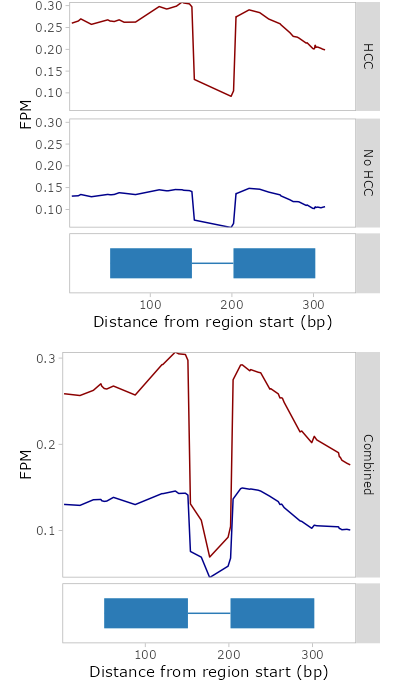 0.30
0.25
0.20
0.15
0.10
HCC
FPM
0.30
0.25
0.20
0.15
0.10
No HCC
100 200 300
Distance from region start (bp)
0.3
0.2
0.1
FPM
Combined
100 200 300
Distance from region start (bp)